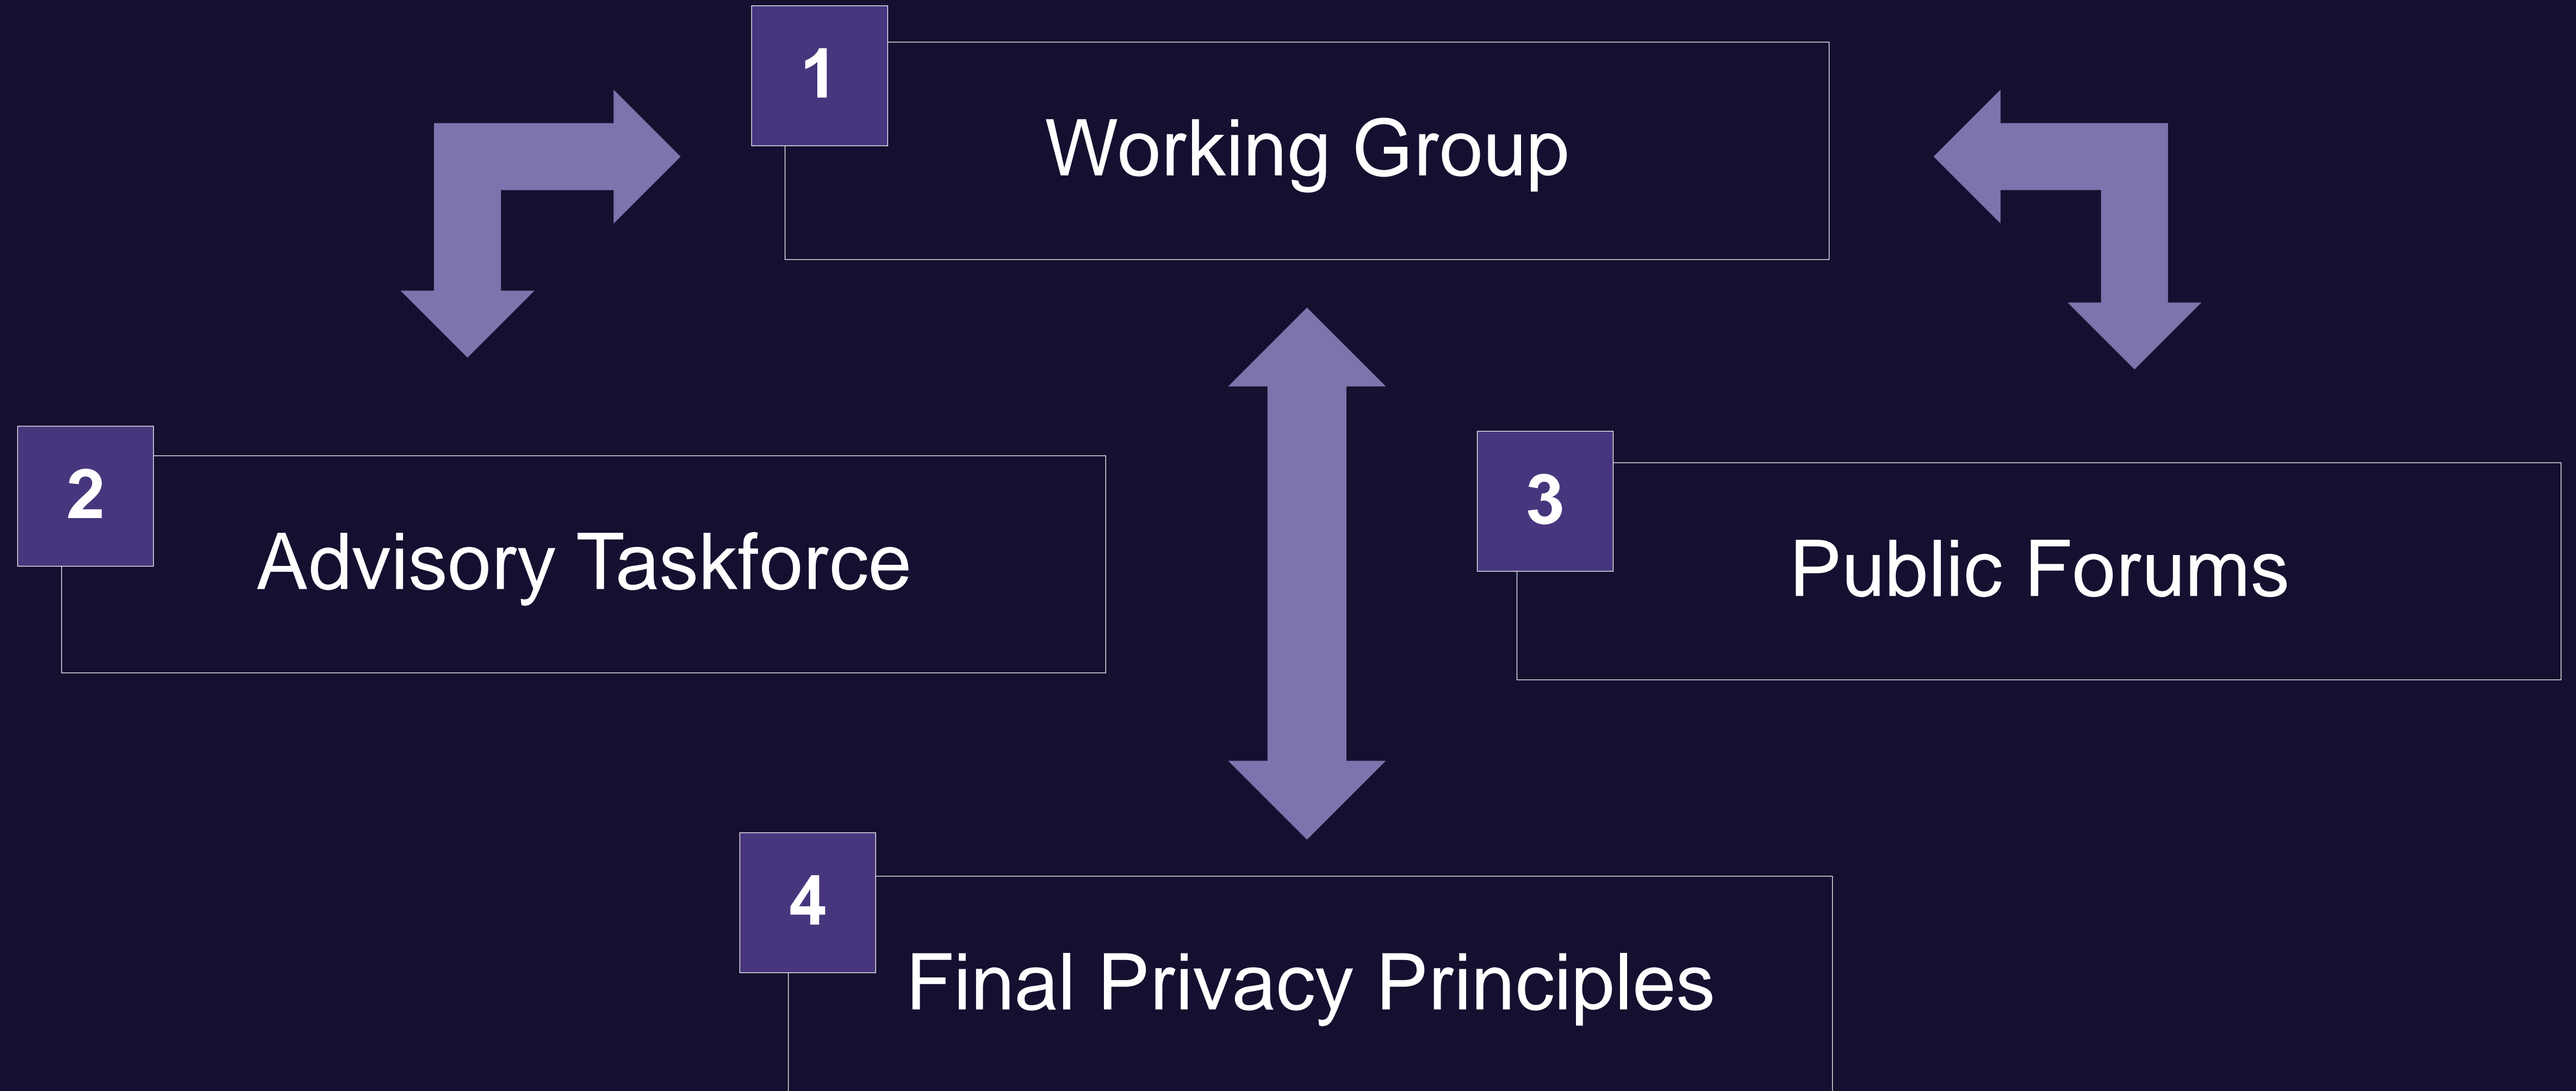 1
Working Group
2
Advisory Taskforce
3
Public Forums
4
Final Privacy Principles